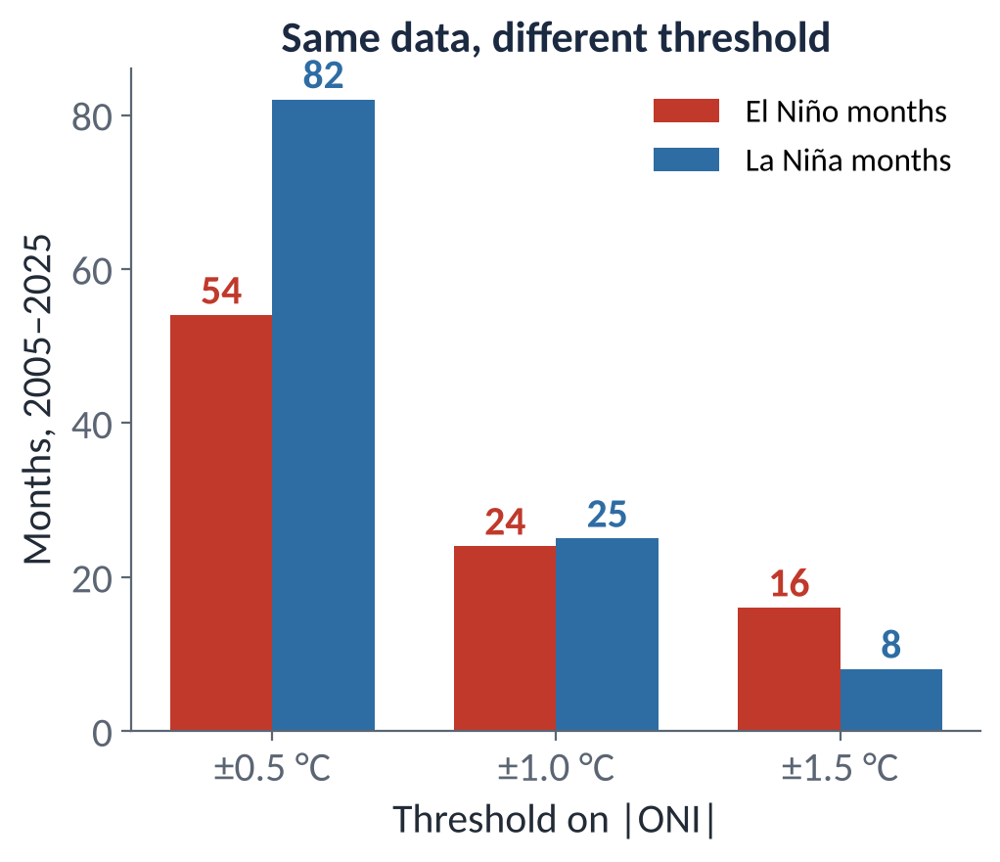 Same data, different threshold
82
80
El Niño months
La Niña months
60
54
40
24
25
20
16
8
0
Months, 2005–2025
±0.5 °C
±1.0 °C
±1.5 °C
Threshold on |ONI|